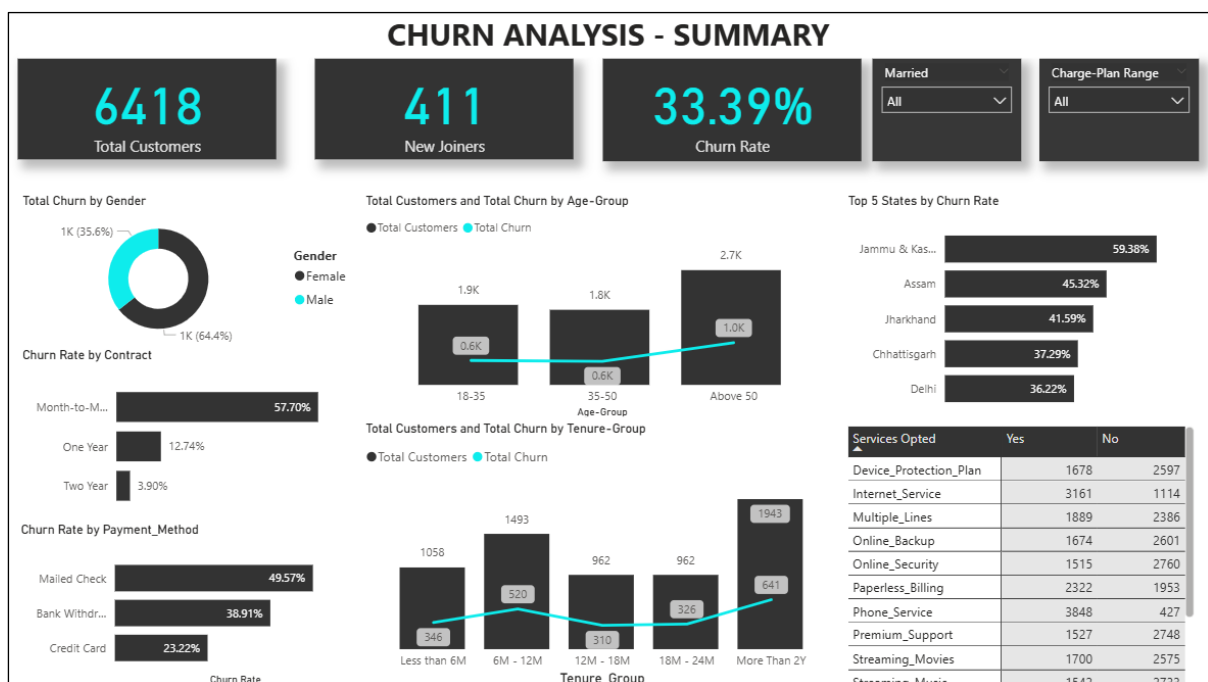 CHURN ANALYSIS - SUMMARY
6418
Total Customers
411
New Joiners
33.39%
Churn Rate
Married
All
Charge-Plan Range
All
Total Churn by Gender
1K (35.6%)
1K (64.4%)
Gender
Female
Male
Churn Rate by Contract
Month-to-M... 57.70%
One Year 12.74%
Two Year 3.90%
Churn Rate by Payment_Method
Mailed Check 49.57%
Bank Withdr... 38.91%
Credit Card 23.22%
Churn Rate
Total Customers and Total Churn by Age-Group
Total Customers Total Churn
1.9K 1.8K 2.7K
0.6K 0.6K 1.0K
18-35 35-50 Above 50
Age-Group
Total Customers and Total Churn by Tenure-Group
Total Customers Total Churn
1058 1493 962 962 1943
346 520 310 326 641
Less than 6M 6M - 12M 12M - 18M 18M - 24M More Than 2Y
Tenure_Group
Top 5 States by Churn Rate
Jammu & Kas... 59.38%
Assam 45.32%
Jharkhand 41.59%
Chhattisgarh 37.29%
Delhi 36.22%
Services Opted Yes No
Device_Protection_Plan 1678 2597
Internet_Service 3161 1114
Multiple_Lines 1889 2386
Online_Backup 1674 2601
Online_Security 1515 2760
Paperless_Billing 2322 1953
Phone_Service 3848 427
Premium_Support 1527 2748
Streaming_Movies 1700 2575
Streaming_Music